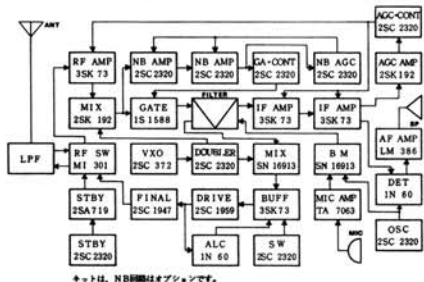 ANT
AGC-CONT
2SC 2320
RF AMP
3SK 73
NB AMP
2SC 2320
NB AMP
2SC 2320
GA-CONT
2SC 2320
NB AGC
2SC 2320
AGC AMP
2SK 192
MIX
2SK 192
GATE
1S 1588
FILTER
IF AMP
3SK73
IF AMP
3SK73
SP
AF AMP
LM 386
LPF
RF SW
MI 301
VXO
2SC 372
DOUBLER
2SC 2320
MIX
SN 16913
BM
SN 16913
DET
1N 60
STBY
2SA719
FINAL
2SC 1947
DRIVE
2SC 1959
BUFF
3SK73
MIC AMP
TA 7063
STBY
2SC 2320
ALC
1N 60
SW
2SC 2320
MIC
OSC
2SC 2320
キットは、NB回路はオプションです。